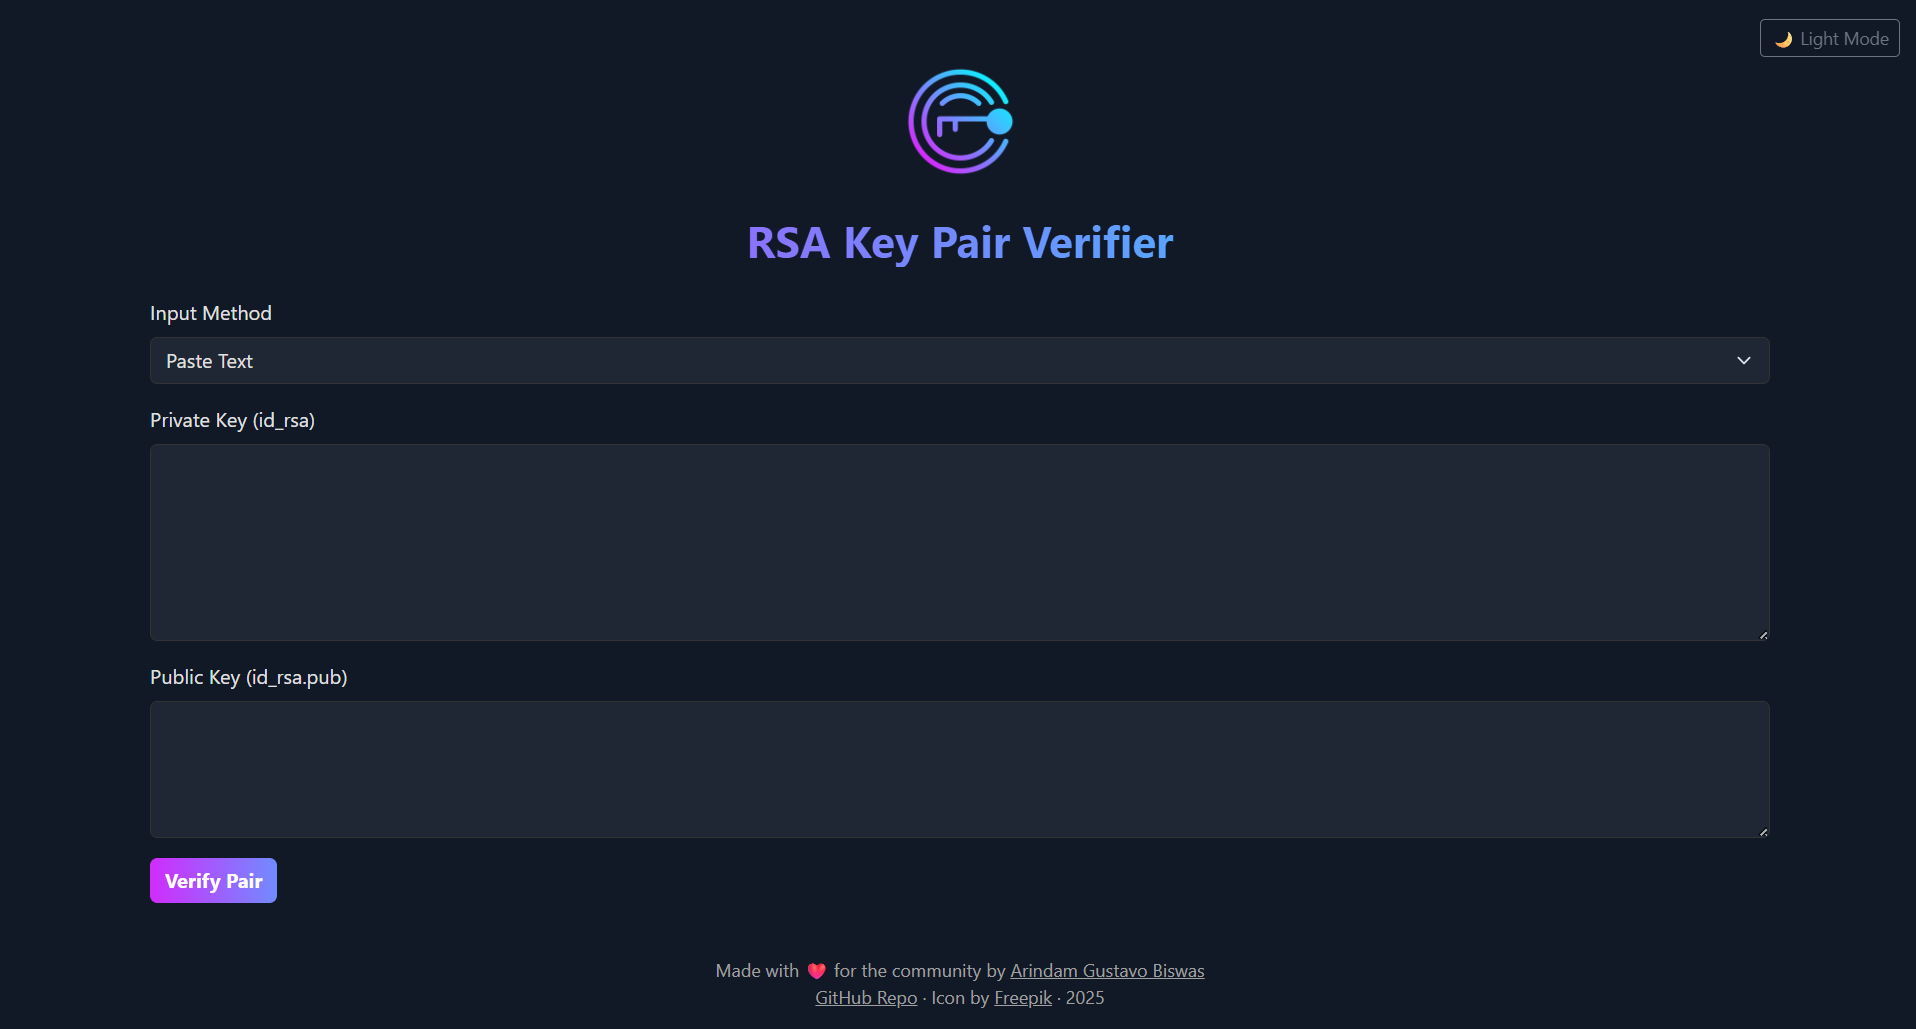 🌙 Light Mode
RSA Key Pair Verifier
Input Method
Paste Text
Private Key (id_rsa)
Public Key (id_rsa.pub)
Verify Pair
Made with ❤️ for the community by Arindam Gustavo Biswas
GitHub Repo · Icon by Freepik · 2025